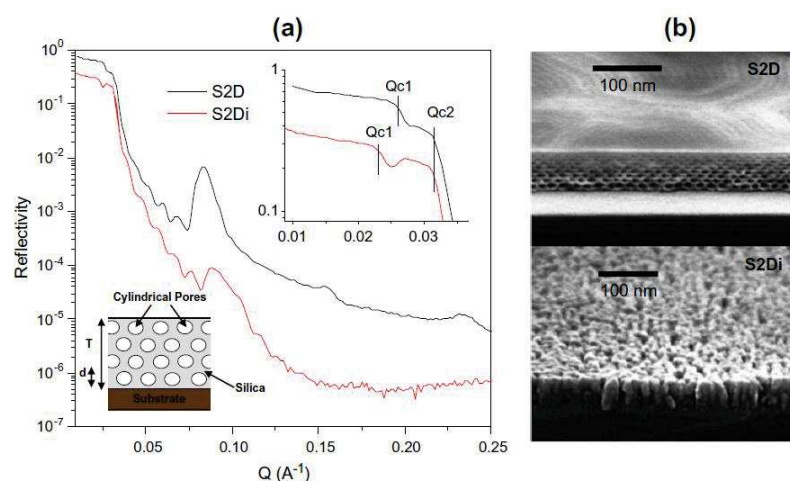 (a)
(b)
10⁰
10⁻¹
10⁻²
10⁻³
10⁻⁴
10⁻⁵
10⁻⁶
10⁻⁷
Reflectivity
0.05
0.10
0.15
0.20
0.25
Q (A⁻¹)
S2D
S2Di
1
0.1
0.01
0.02
0.03
Qc1
Qc2
Qc1
Cylindrical Pores
T
d
Silica
Substrate
S2D
100 nm
S2Di
100 nm